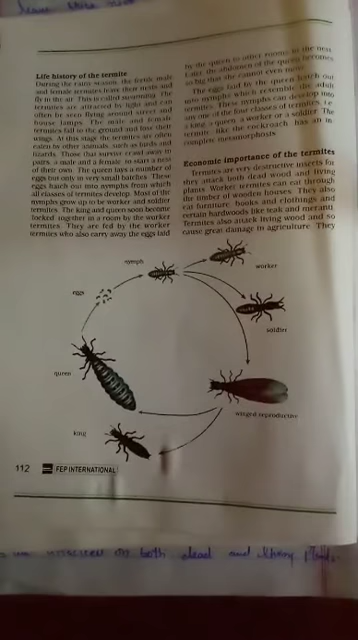 Life history of the termite
During the rainy season, the fertile male
and female termites leave their nests and
fly in the air. This is called swarming. The
termites are attracted by light and can
often be seen flying around street and
house lamps. The male and female
termites fall to the ground and lose their
wings. At this stage the termites are often
eaten by other animals, such as birds and
lizards. Those that survive crawl away in
pairs, a male and a female, to start a nest
of their own. The queen lays a number of
eggs but only in very small batches. These
eggs hatch out into nymphs from which
all classes of termites develop. Most of the
nymphs grow up to be worker and soldier
termites. The king and queen soon become
locked together in a room by the worker
termites. They are fed by the worker
termites who also carry away the eggs laid
by the queen to other rooms in the nest.
Later the abdomen of the queen becomes
so big that she cannot even move.
The eggs laid by the queen hatch out
into nymphs which resemble the adult
termites. These nymphs can develop into
any one of the four classes of termites, i.e
a king, a queen, a worker or a soldier. The
termite, like the cockroach, has an in-
complete metamorphosis.
Economic importance of the termites
Termites are very destructive insects for
they attack both dead wood and living
plants. Worker termites can eat through
the timber of wooden houses. They also
eat furniture, books and clothings and
certain hardwoods like teak and meranti.
Termites also attack living wood and so
cause great damage in agriculture. They
nymph
worker
eggs
soldier
queen
winged reproductive
king
112 FEP INTERNATIONAL
on both dead and living plants.